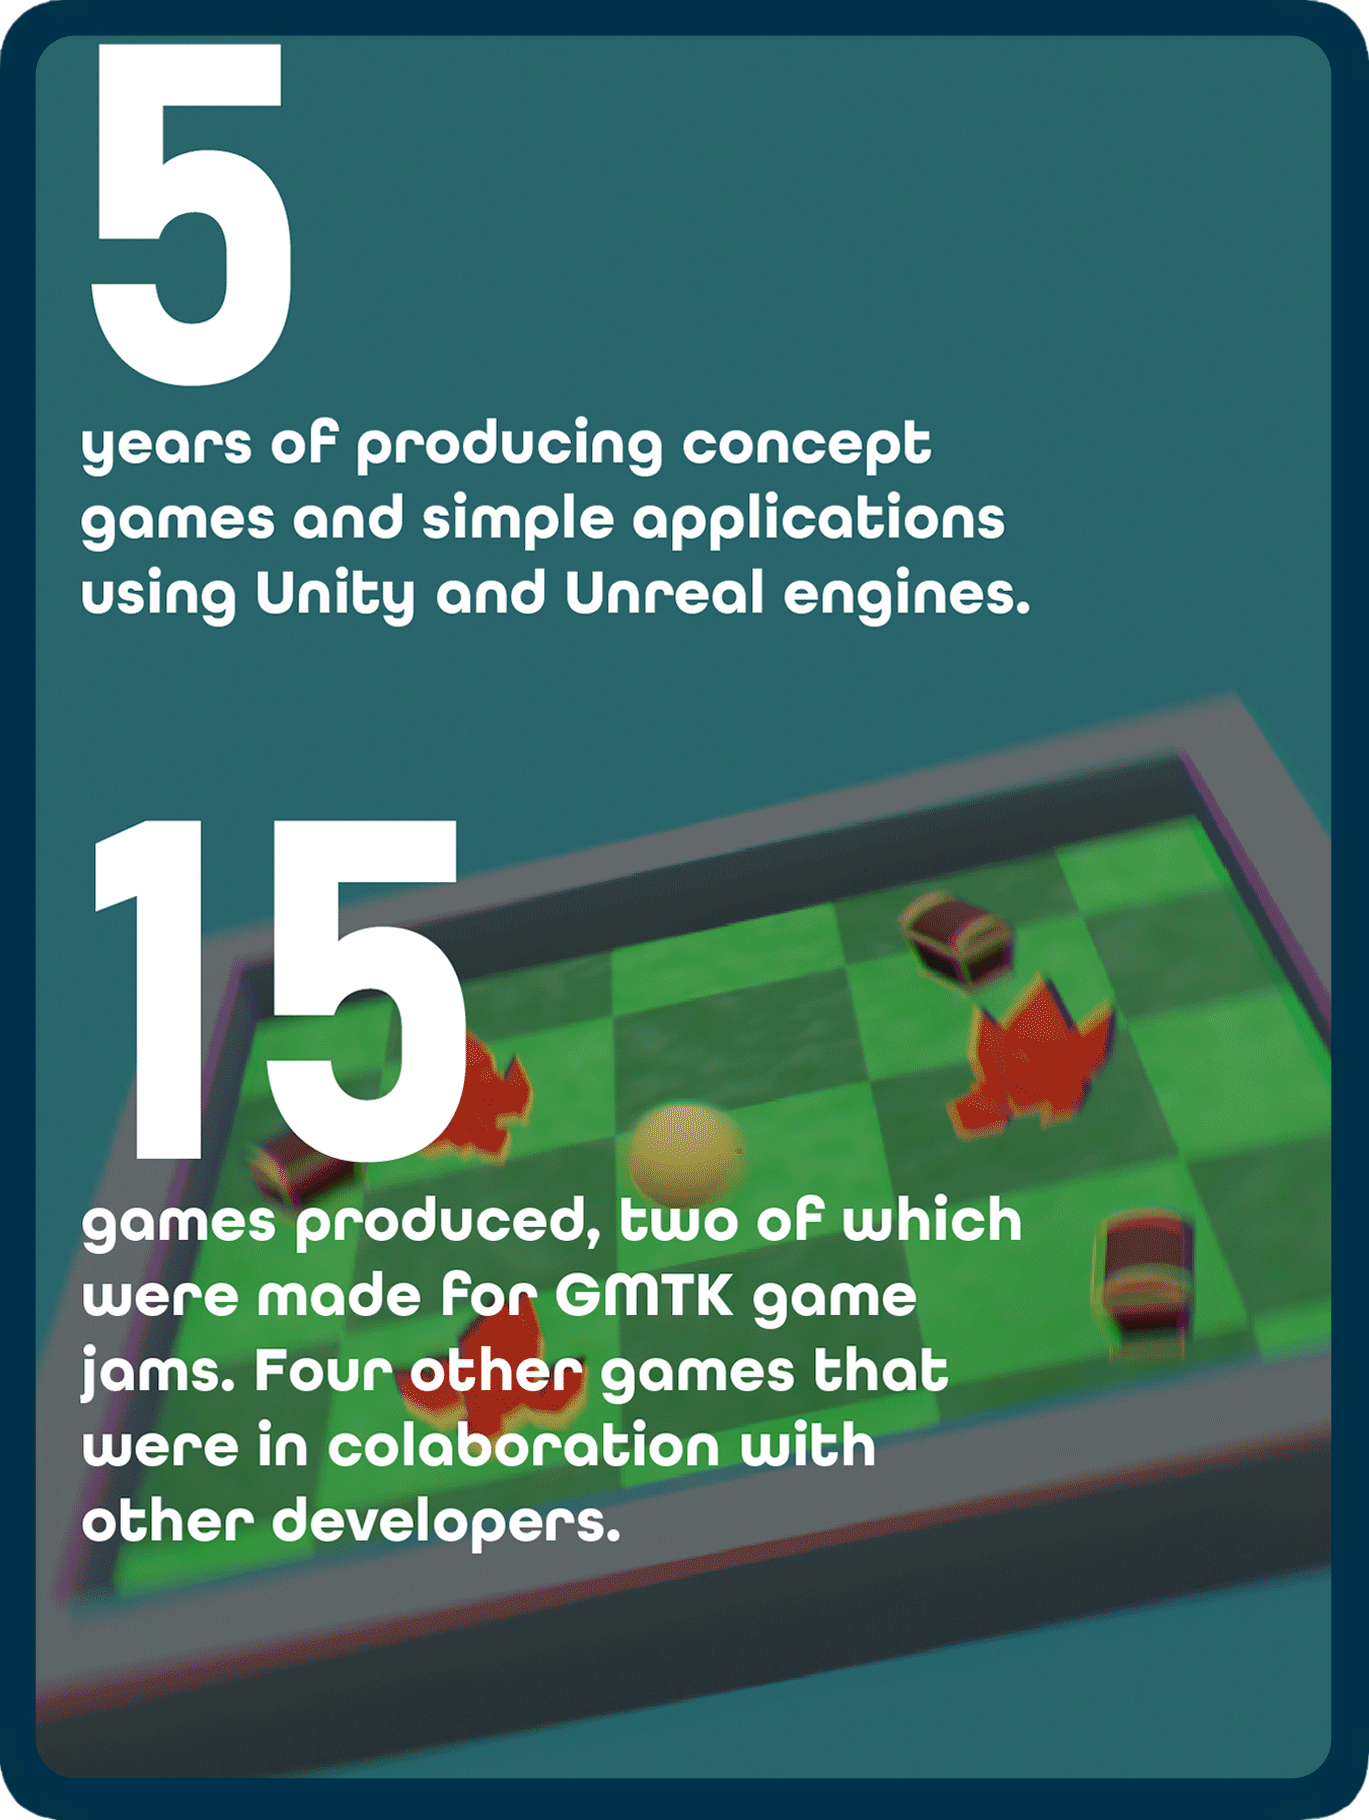 5
years of producing concept
games and simple applications
using Unity and Unreal engines.
15
games produced, two of which
were made for GMTK game
jams. Four other games that
were in colaboration with
other developers.